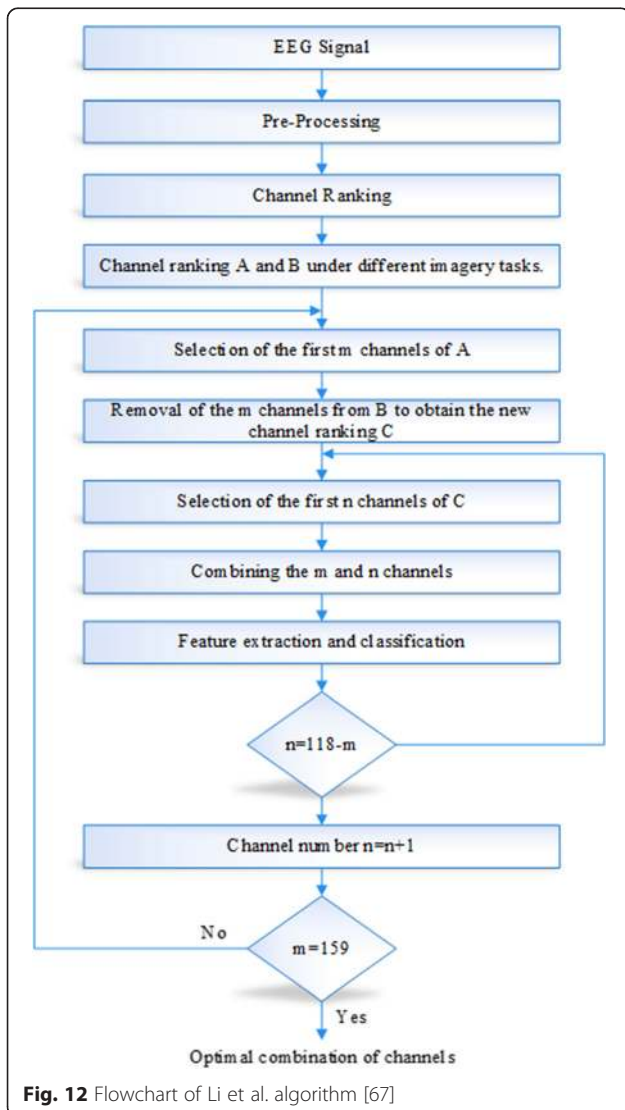 EEG Signal
Pre-Processing
Channel Ranking
Channel ranking A and B under different imagery tasks.
Selection of the first m channels of A
Removal of the m channels from B to obtain the new
channel ranking C
Selection of the first n channels of C
Combining the m and n channels
Feature extraction and classification
n=118-m
Channel number n=n+1
No
m=159
Yes
Optimal combination of channels
Fig. 12 Flowchart of Li et al. algorithm [67]